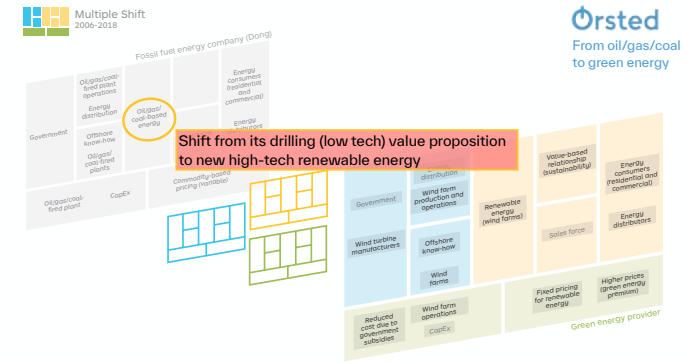 Multiple Shift
2006-2018
Orsted
From oil/gas/coal
to green energy
Fossil fuel energy company (Dong)
Government
Oil/gas/coal-
fired plant
operations
Energy
distribution
Offshore
know-how
Oil/gas/
coal-fired
plants
Oil/gas/
coal-based
energy
Energy
consumers
(residential
and
commercial)
Energy
Oil/gas/coal-
fired plant
CapEx
Commodity-based
pricing (variable)
Shift from its drilling (low tech) value proposition
to new high-tech renewable energy
Government
Wind turbine
manufacturers
Energy
distribution
Wind farm
production and
operations
Offshore
know-how
Wind
farms
Renewable
energy
(wind farms)
Value-based
relationship
(sustainability)
Sales force
Energy
consumers
(residential and
commercial)
Energy
distributors
Reduced
cost due to
government
subsidies
Wind farm
operations
CapEx
Fixed pricing
for renewable
energy
Higher prices
(green energy
premium)
Green energy provider